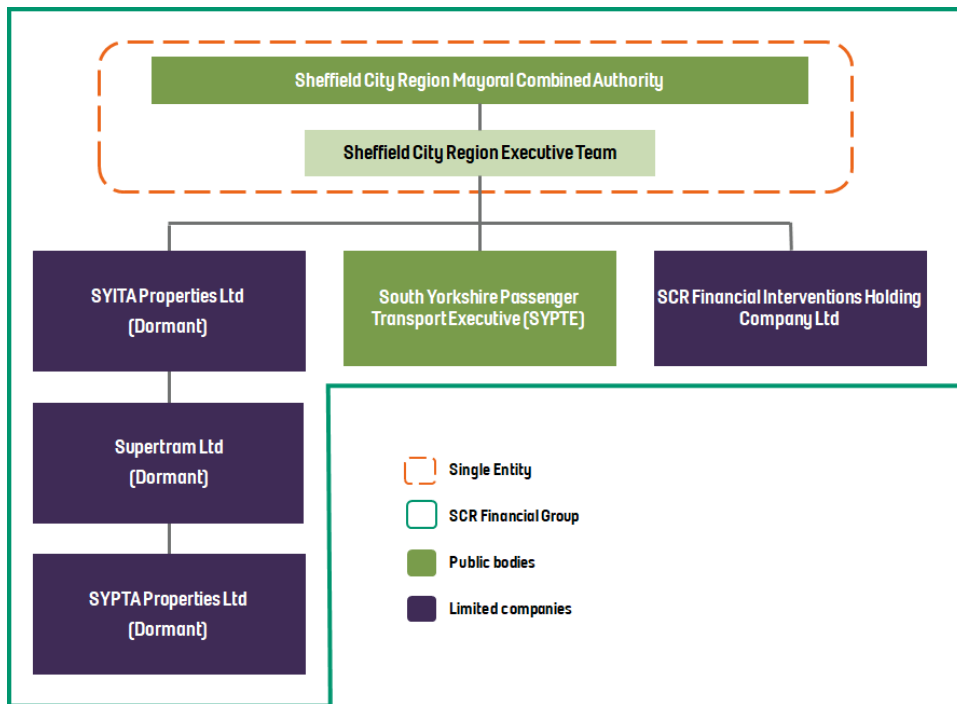 Sheffield City Region Mayoral Combined Authority
Sheffield City Region Executive Team
SYITA Properties Ltd
(Dormant)
South Yorkshire Passenger
Transport Executive (SYPTE)
SCR Financial Interventions Holding
Company Ltd
Supertram Ltd
(Dormant)
SYPTA Properties Ltd
(Dormant)
Single Entity
SCR Financial Group
Public bodies
Limited companies